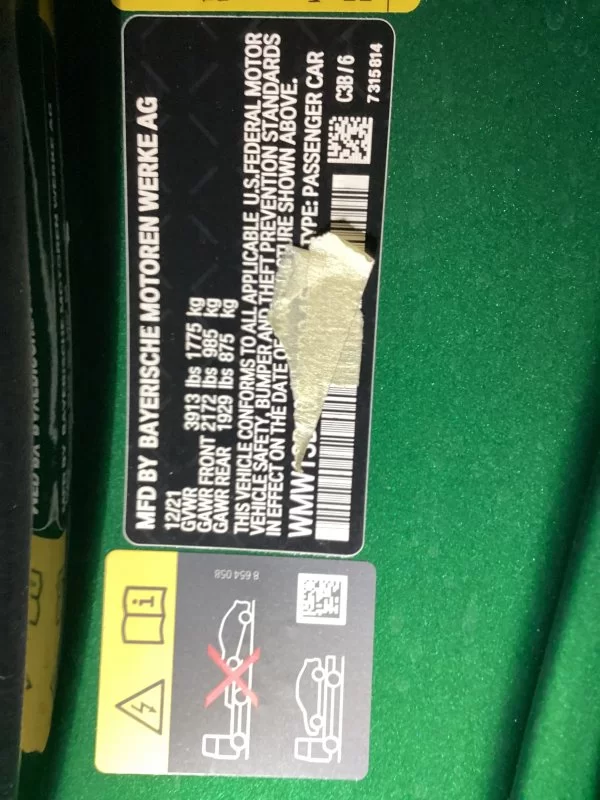 MFD BY BAYERISCHE MOTOREN WERKE AG
12/21
GVWR 3913 lbs 1775 kg
GAWR FRONT 2172 lbs 985 kg
GAWR REAR 1929 lbs 875 kg
THIS VEHICLE CONFORMS TO ALL APPLICABLE U.S.FEDERAL MOTOR
VEHICLE SAFETY, BUMPER AND THEFT PREVENTION STANDARDS
IN EFFECT ON THE DATE OF SHOWN ABOVE.
TYPE: PASSENGER CAR
C3B / 6
7 315 814
8 654 058